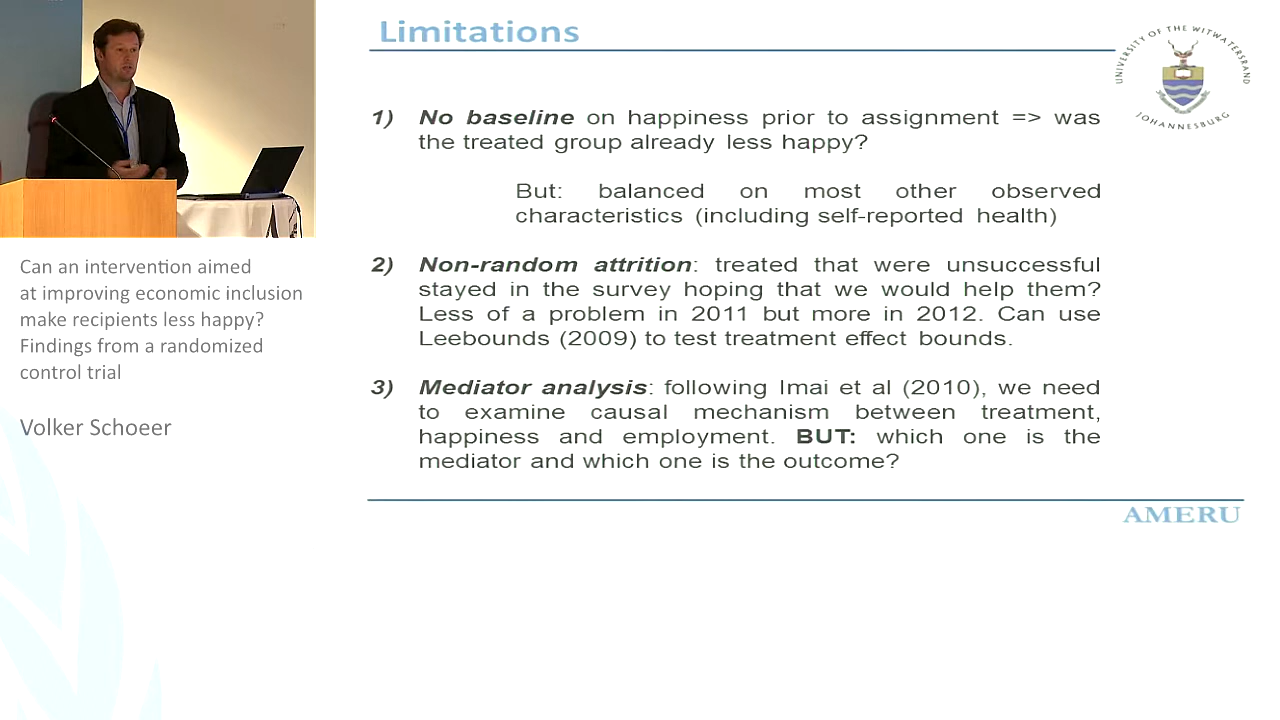 Limitations
UNIVERSITY OF THE WITWATERSRAND
JOHANNESBURG
1) No baseline on happiness prior to assignment => was
the treated group already less happy?
But: balanced on most other observed
characteristics (including self-reported health)
2) Non-random attrition: treated that were unsuccessful
stayed in the survey hoping that we would help them?
Less of a problem in 2011 but more in 2012. Can use
Leebounds (2009) to test treatment effect bounds.
3) Mediator analysis: following Imai et al (2010), we need
to examine causal mechanism between treatment,
happiness and employment. BUT: which one is the
mediator and which one is the outcome?
AMERU
Can an intervention aimed
at improving economic inclusion
make recipients less happy?
Findings from a randomized
control trial
Volker Schoeer